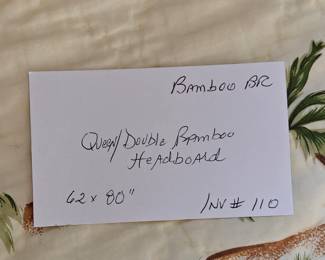 Bamboo BR
Queen/Double Bamboo
Headboard
62 x 80"
INV # 110